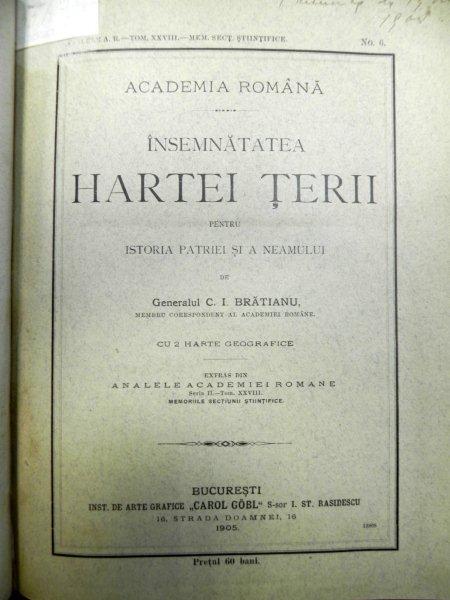 A. R.—TOM. XXVIII.—MEM. SECȚ. ȘTIINȚIFICE. No. 6.
ACADEMIA ROMÂNĂ
ÎNSEMNĂTATEA
HARTEI ȚERII
PENTRU
ISTORIA PATRIEI ȘI A NEAMULUI
DE
Generalul C. I. BRĂTIANU,
MEMBRU CORESPONDENT AL ACADEMIEI ROMÂNE.
CU 2 HARTE GEOGRAFICE
EXTRAS DIN
ANALELE ACADEMIEI ROMANE
Seria II.—Tom. XXVIII.
MEMORIILE SECȚIUNII ȘTIINȚIFICE.
BUCUREȘTI
INST. DE ARTE GRAFICE „CAROL GÖBL” S-sor I. ST. RASIDESCU
16, STRADA DOAMNEI, 16
1905.
Prețul 60 bani.